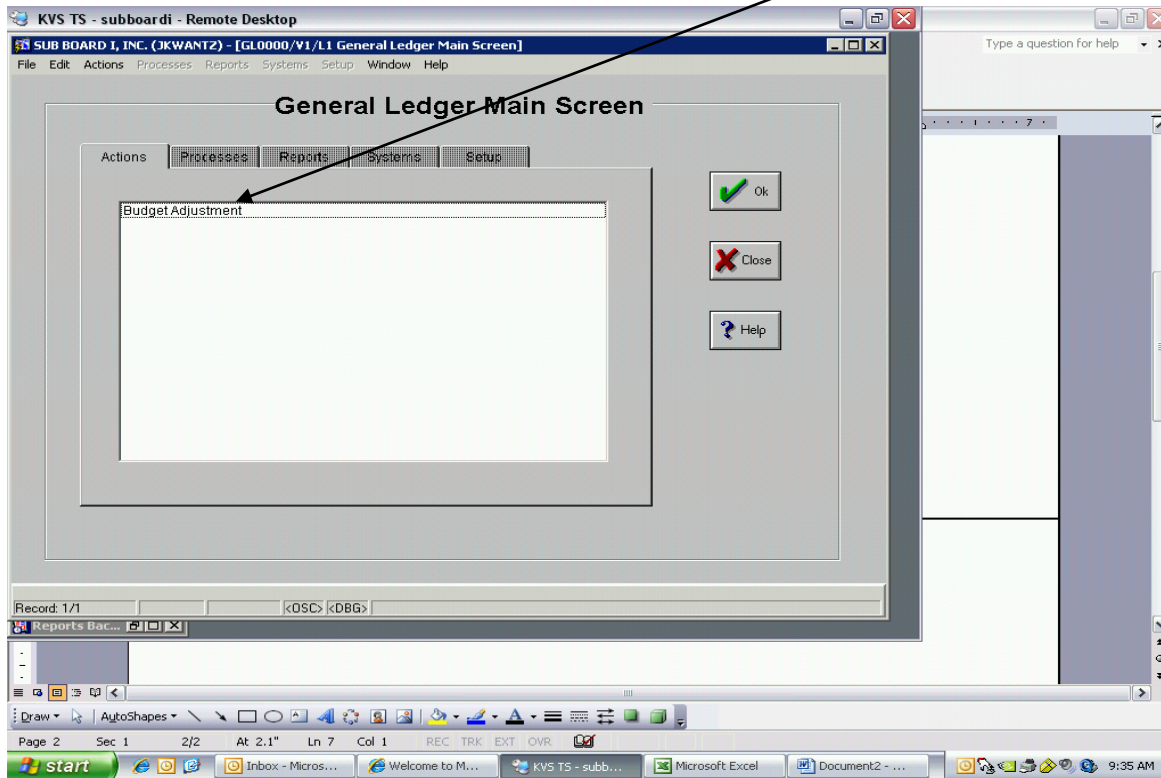 KVS TS - subboardi - Remote Desktop
SUB BOARD I, INC. (JKWANTZ) - [GL0000/V1/L1 General Ledger Main Screen]
Type a question for help
File Edit Actions Processes Reports Systems Setup Window Help
General Ledger Main Screen
7
Actions Processes Reports Systems Setup
Ok
Budget Adjustment
Close
Help
Record: 1/1 <OSC> <DBG>
Reports Bac...
Draw AutoShapes
Page 2 Sec 1 2/2 At 2.1" Ln 7 Col 1 REC TRK EXT OVR
start Inbox - Micros... Welcome to M... KVS TS - subb... Microsoft Excel Document2 - ... 9:35 AM